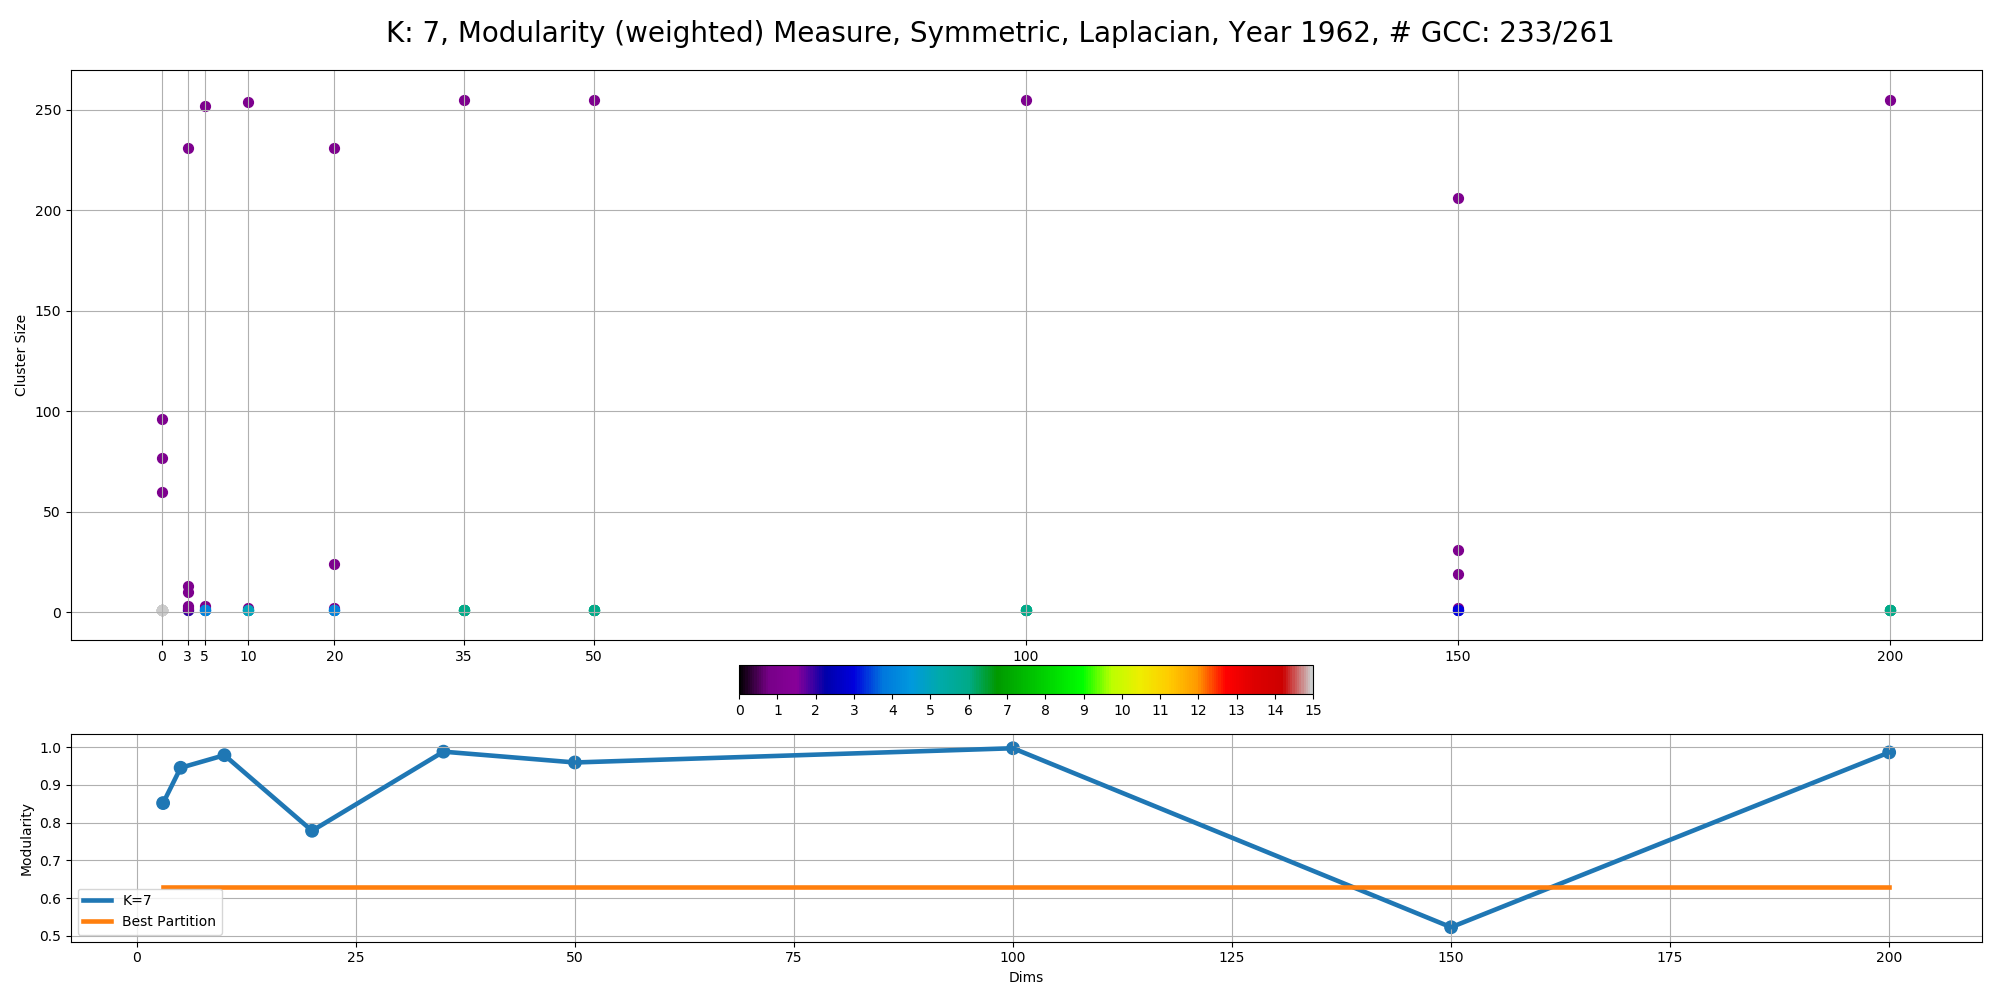 K: 7, Modularity (weighted) Measure, Symmetric, Laplacian, Year 1962, # GCC: 233/261
Cluster Size
250
200
150
100
50
0
0 3 5 10 20 35 50 100 150 200
0 1 2 3 4 5 6 7 8 9 10 11 12 13 14 15
Modularity
1.0
0.9
0.8
0.7
0.6
0.5
K=7
Best Partition
0 25 50 75 100 125 150 175 200
Dims